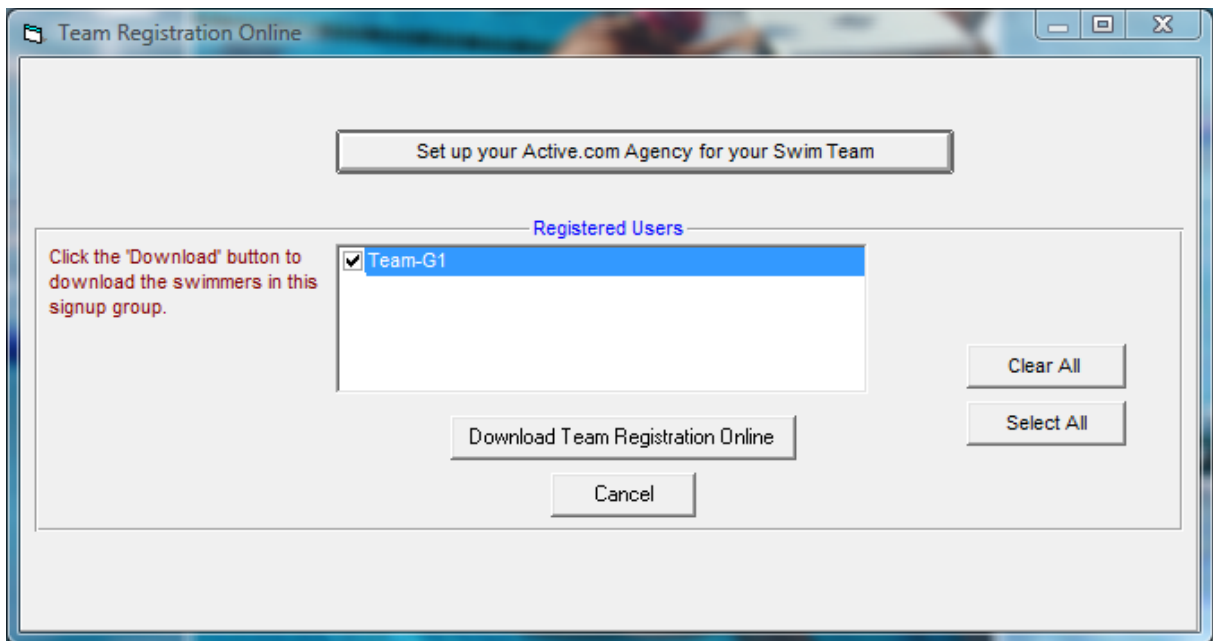 Team Registration Online
Set up your Active.com Agency for your Swim Team
Registered Users
Click the 'Download' button to
download the swimmers in this
signup group.
Team-G1
Clear All
Select All
Download Team Registration Online
Cancel